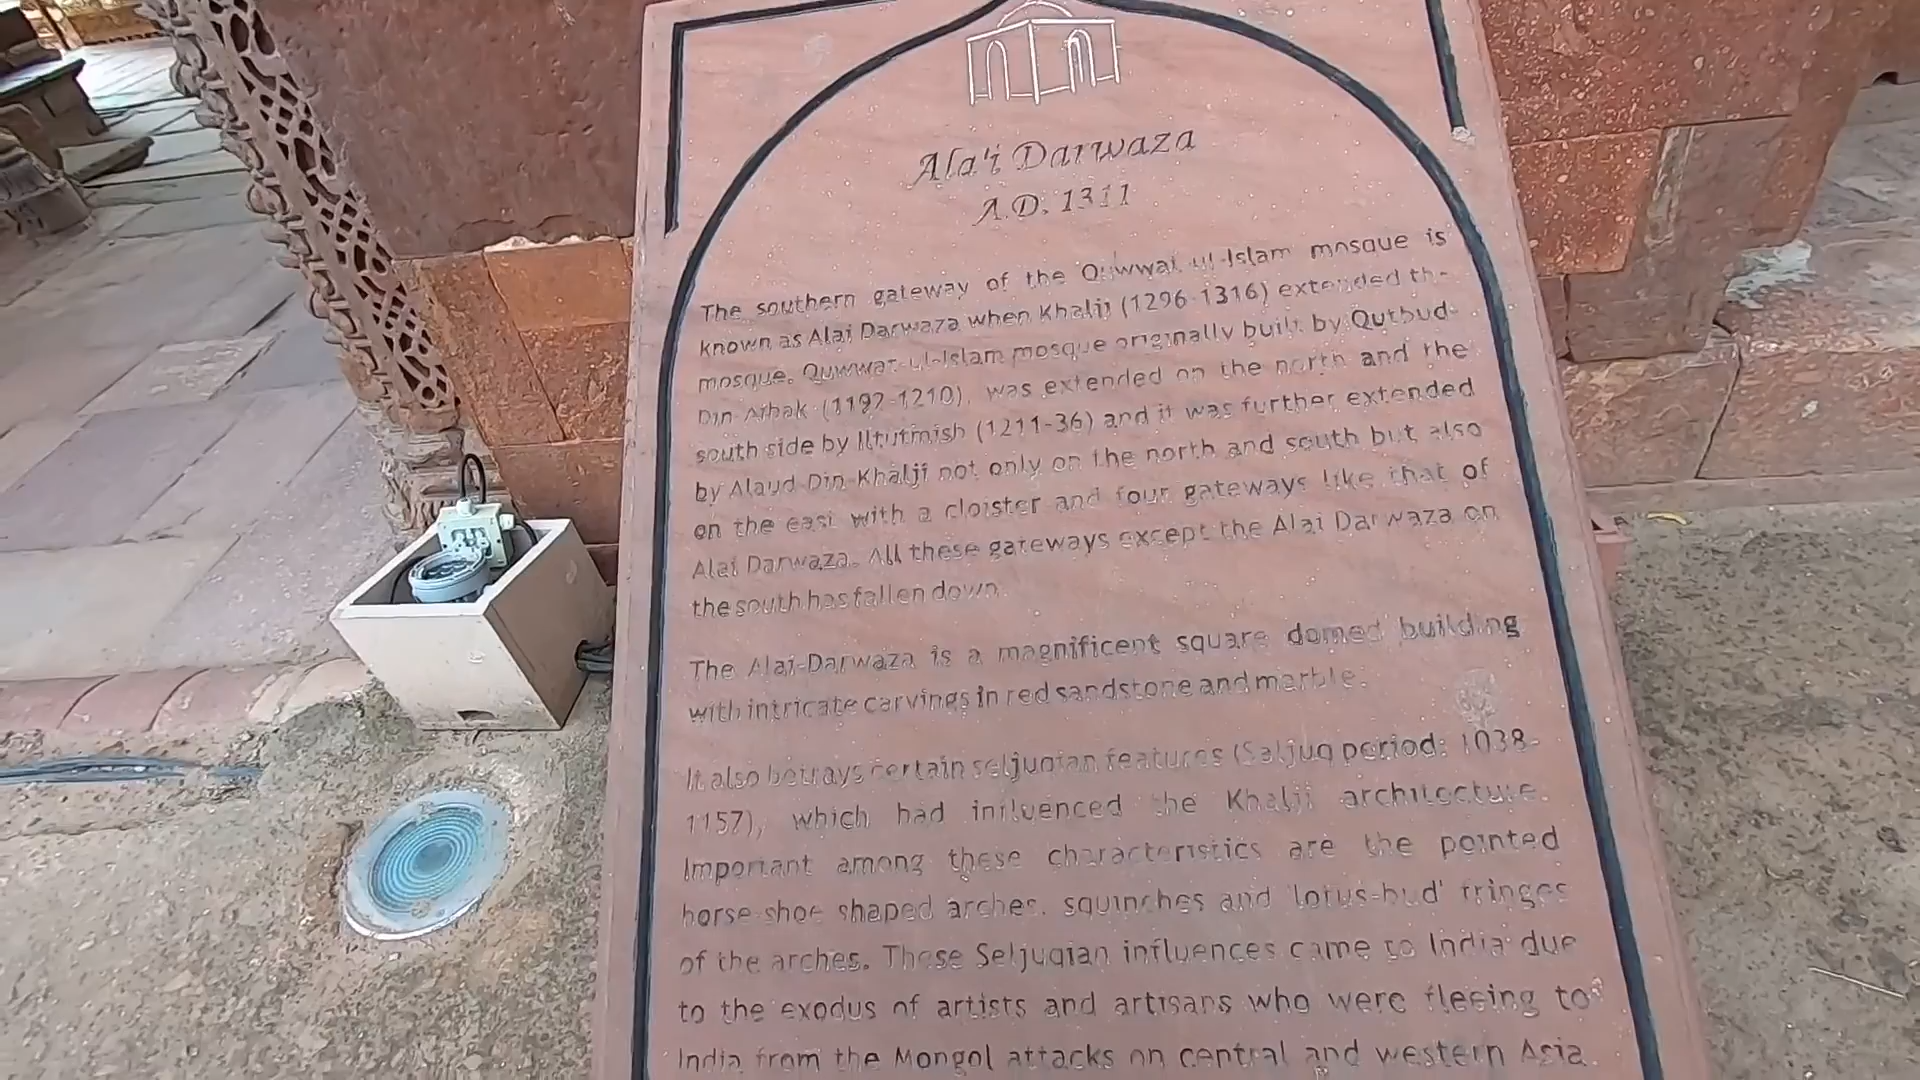 Ala'i Darwaza
A.D. 1311
The southern gateway of the Quwwat-ul-Islam mosque is
known as Alai Darwaza when Khalji (1296-1316) extended the
mosque. Quwwat-ul-Islam mosque originally built by Qutbud-
Din-Aibak (1192-1210), was extended on the north and the
south side by Iltutmish (1211-36) and it was further extended
by Alaud-Din-Khalji not only on the north and south but also
on the east with a cloister and four gateways like that of
Alai Darwaza. All these gateways except the Alai Darwaza on
the south has fallen down.
The Alai-Darwaza is a magnificent square domed building
with intricate carvings in red sandstone and marble.
It also betrays certain seljuqian features (Saljuq period: 1038-
1157), which had influenced the Khalji architecture.
Important among these characteristics are the pointed
horse-shoe shaped arches, squinches and 'lotus-bud' fringes
of the arches. These Seljuqian influences came to India due
to the exodus of artists and artisans who were fleeing to
India from the Mongol attacks on central and western Asia.